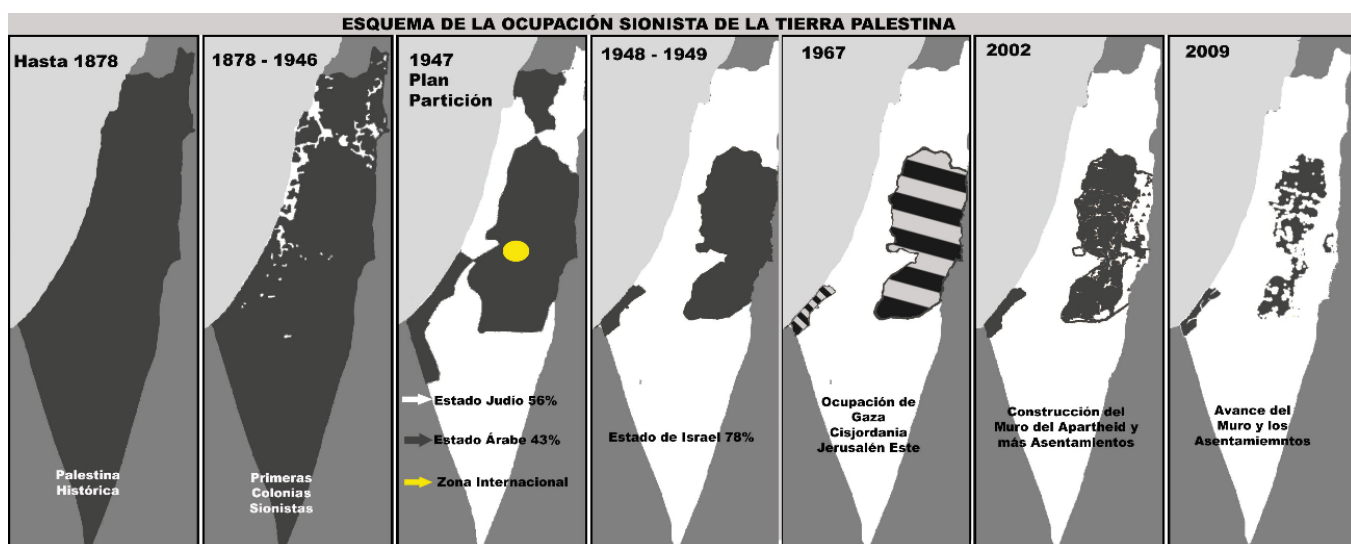 ESQUEMA DE LA OCUPACIÓN SIONISTA DE LA TIERRA PALESTINA
Hasta 1878
Palestina
Histórica
1878 - 1946
Primeras
Colonias
Sionistas
1947
Plan
Partición
Estado Judío 56%
Estado Árabe 43%
Zona Internacional
1948 - 1949
Estado de Israel 78%
1967
Ocupación de
Gaza
Cisjordania
Jerusalén Este
2002
Construcción del
Muro del Apartheid y
más Asentamientos
2009
Avance del
Muro y los
Asentamiemntos